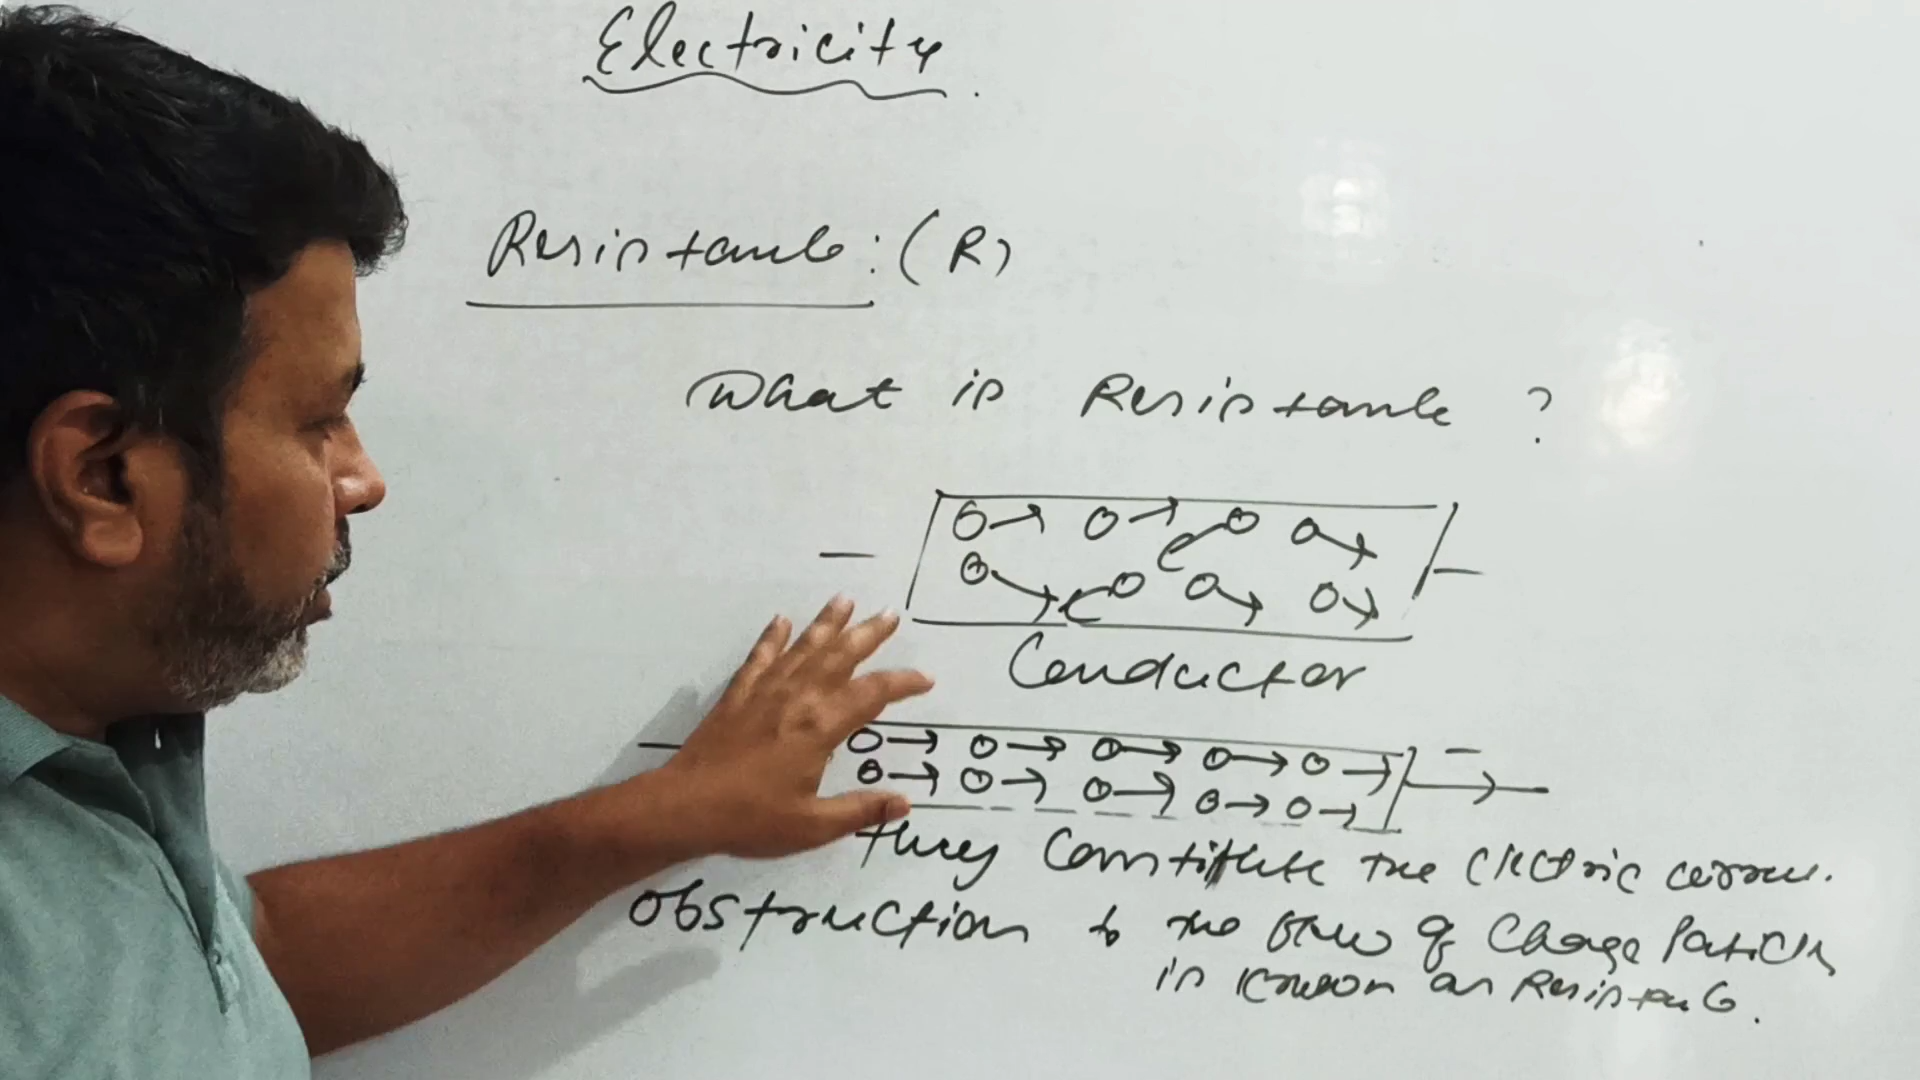 Electricity.
Resistance : (R)
What is Resistance ?
Conductor
they constitute the electric curren.
Obstruction to the flow of Charge Particles
is known as Resistance.